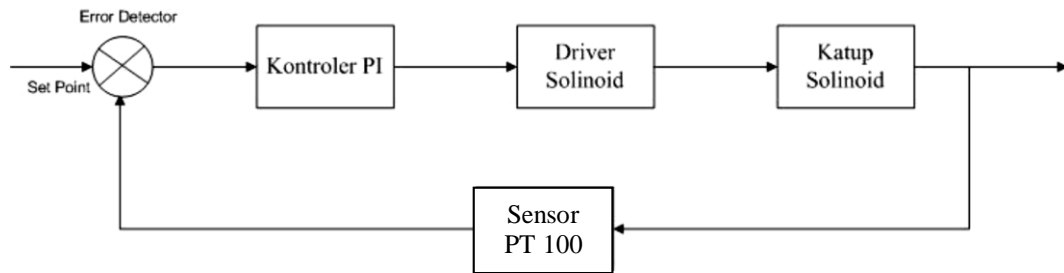 Error Detector
Set Point
Kontroler PI
Driver
Solinoid
Katup
Solinoid
Sensor
PT 100